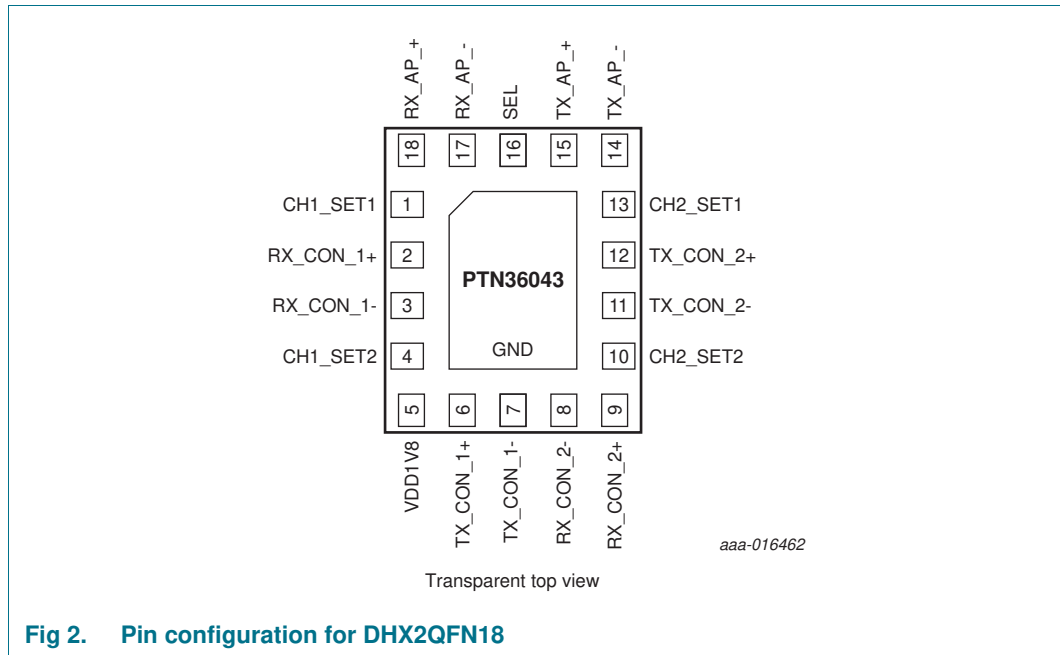 RX_AP_+
RX_AP_-
SEL
TX_AP_+
TX_AP_-
18
17
16
15
14
CH1_SET1
1
13
CH2_SET1
RX_CON_1+
2
12
TX_CON_2+
PTN36043
RX_CON_1-
3
11
TX_CON_2-
CH1_SET2
4
GND
10
CH2_SET2
5
6
7
8
9
VDD1V8
TX_CON_1+
TX_CON_1-
RX_CON_2-
RX_CON_2+
aaa-016462
Transparent top view
Fig 2. Pin configuration for DHX2QFN18